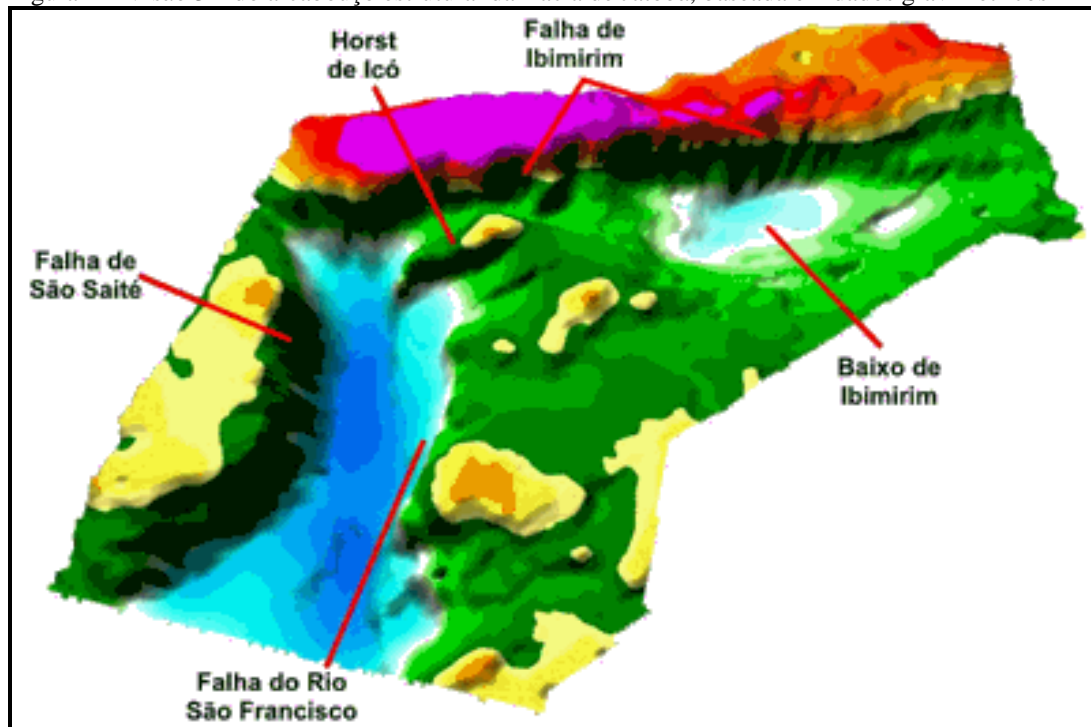 Horst
de Icó
Falha de
Ibimirim
Falha de
São Saité
Baixo de
Ibimirim
Falha do Rio
São Francisco